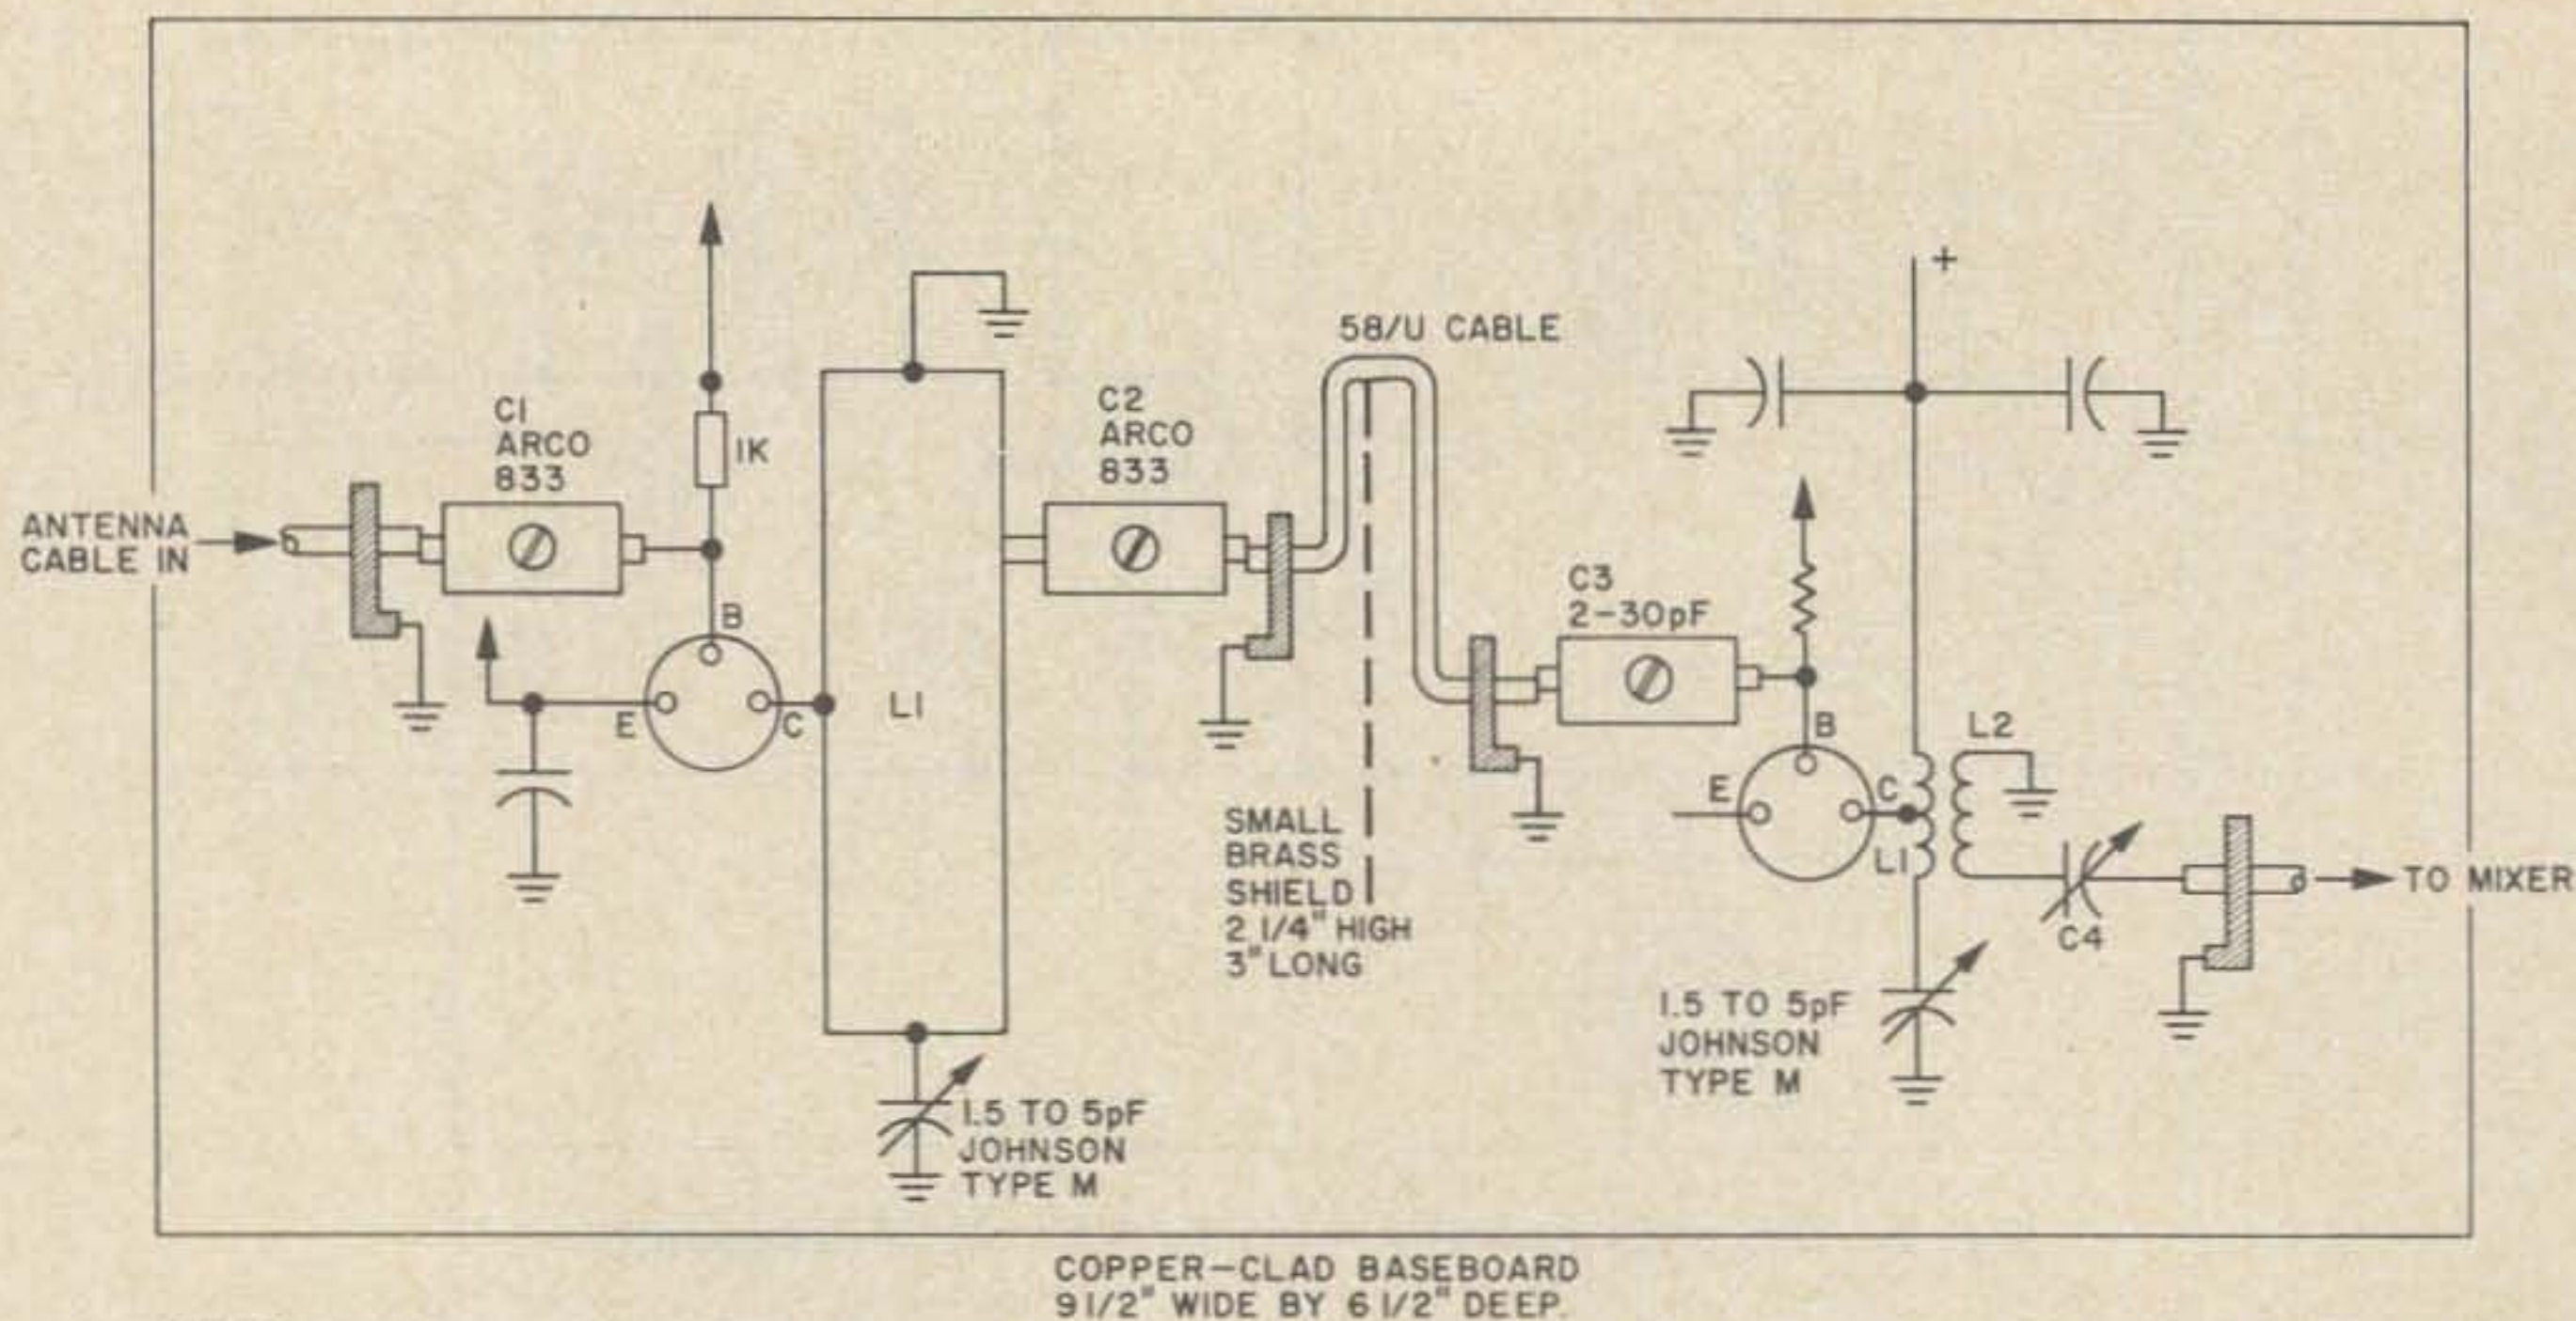 ANTENNA
CABLE IN
C1
ARCO
833
1K
B
E
C
L1
C2
ARCO
833
58/U CABLE
SMALL
BRASS
SHIELD
2 1/4" HIGH
3" LONG
1.5 TO 5pF
JOHNSON
TYPE M
C3
2-30pF
+
B
E
C
L1
L2
C4
TO MIXER
1.5 TO 5pF
JOHNSON
TYPE M
COPPER-CLAD BASEBOARD
9 1/2" WIDE BY 6 1/2" DEEP.